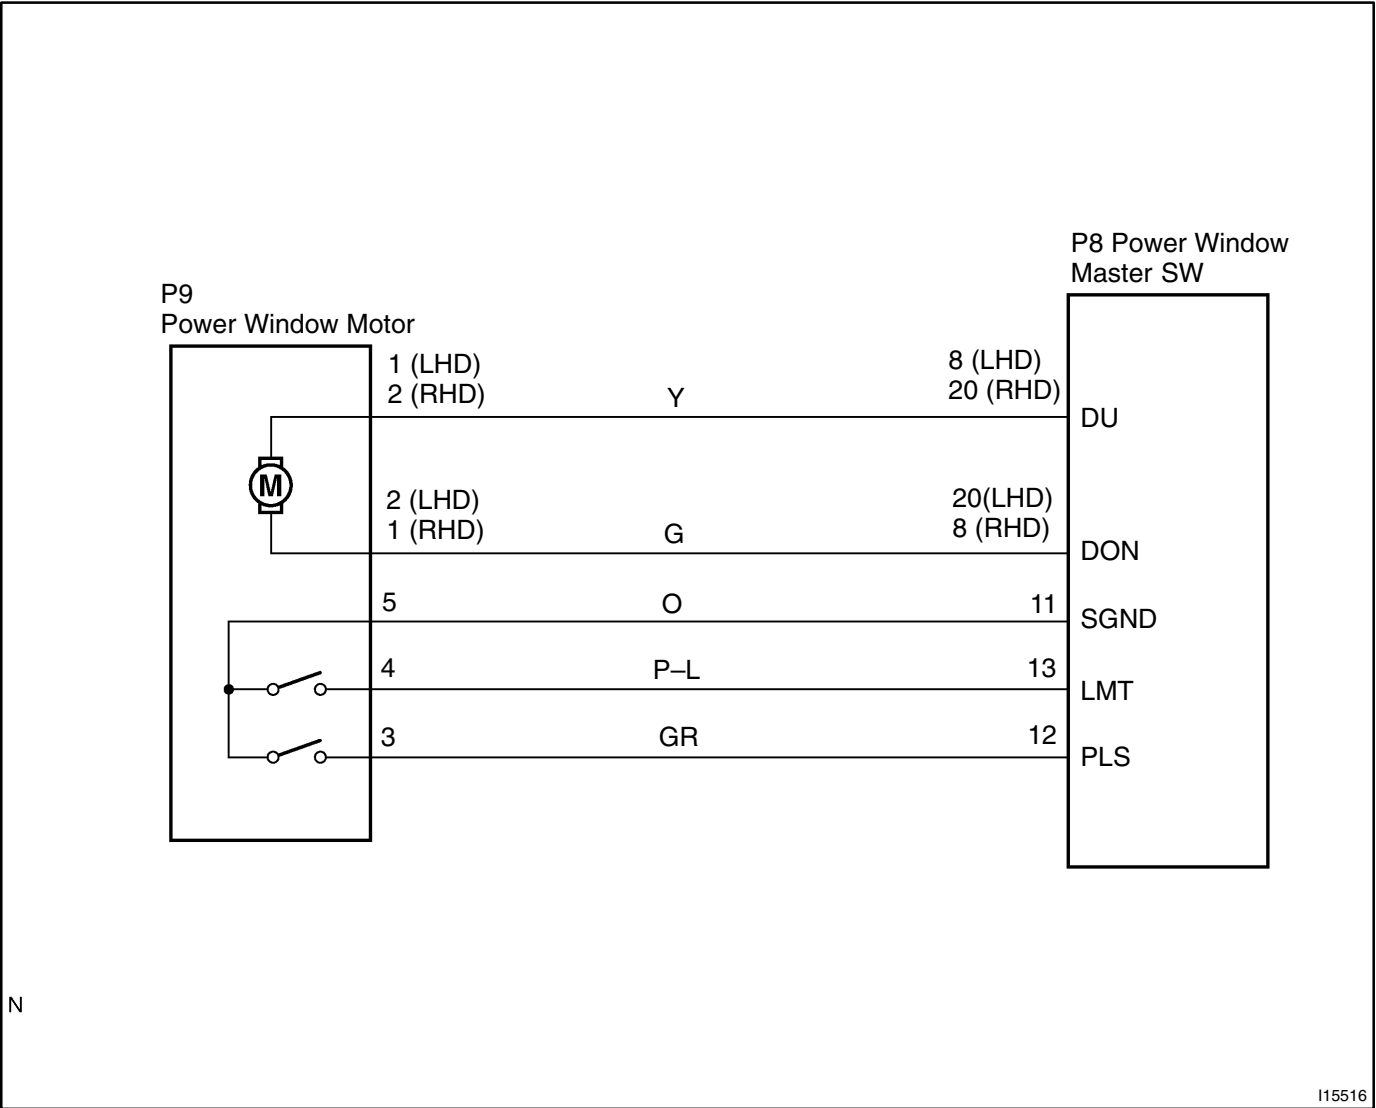 P8 Power Window
Master SW
P9
Power Window Motor
1 (LHD)
2 (RHD)
Y
8 (LHD)
20 (RHD)
DU
M
2 (LHD)
1 (RHD)
G
20(LHD)
8 (RHD)
DON
5
O
11
SGND
4
P–L
13
LMT
3
GR
12
PLS
N
I15516